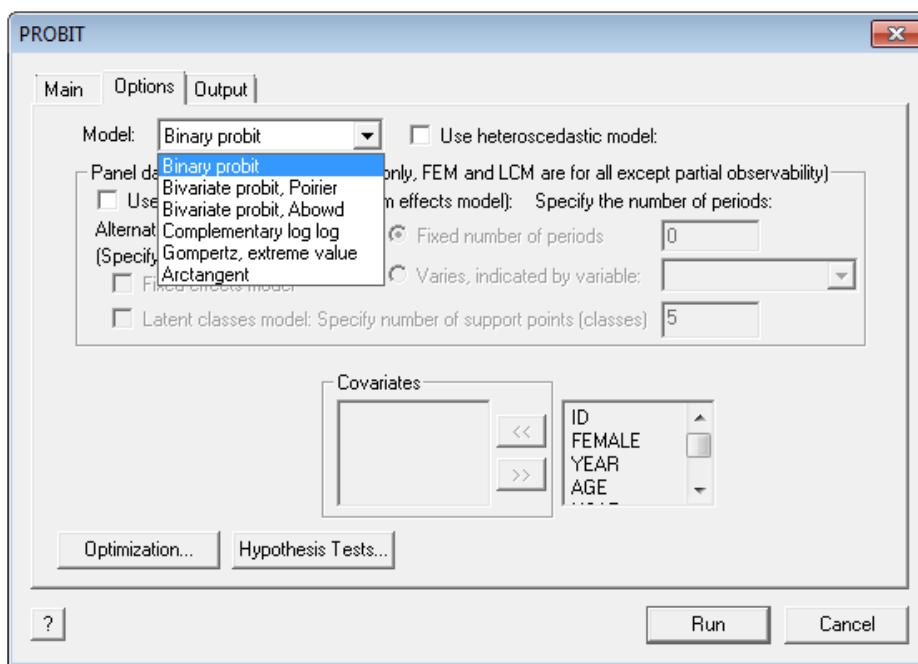 PROBIT
Main Options Output
Model: Binary probit Use heteroscedastic model:
Binary probit
Bivariate probit, Poirier
Bivariate probit, Abowd
Complementary log log
Gompertz, extreme value
Arctangent
Panel da only, FEM and LCM are for all except partial observability)
Use effects model): Specify the number of periods:
Alternat Fixed number of periods 0
(Specify Varies, indicated by variable:
Fixed effects model
Latent classes model: Specify number of support points (classes) 5
Covariates
<<
>>
ID
FEMALE
YEAR
AGE
Optimization... Hypothesis Tests...
? Run Cancel